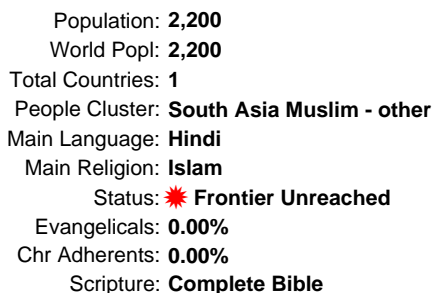 Population: 2,200
World Popl: 2,200
Total Countries: 1
People Cluster: South Asia Muslim - other
Main Language: Hindi
Main Religion: Islam
Status: Frontier Unreached
Evangelicals: 0.00%
Chr Adherents: 0.00%
Scripture: Complete Bible